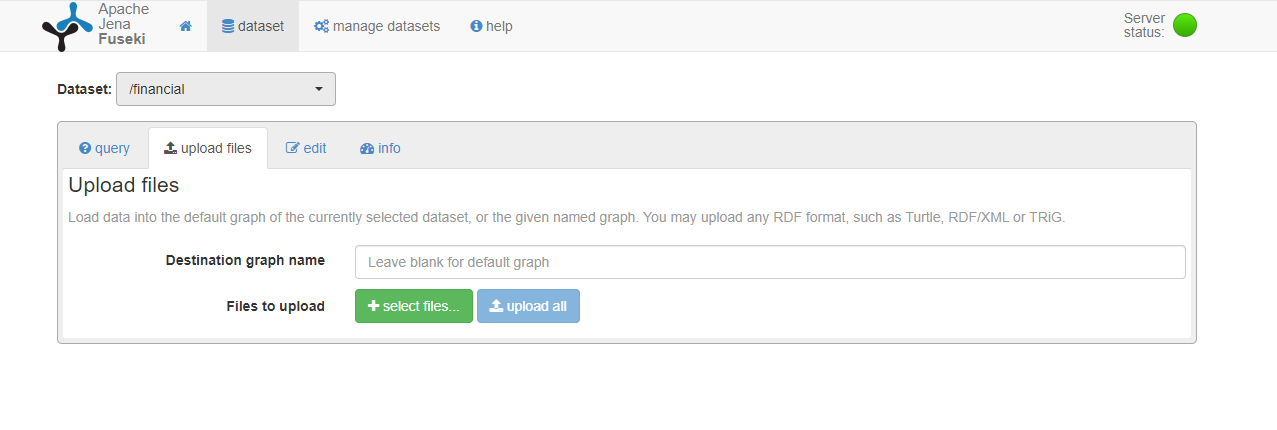 Apache
Jena
Fuseki
dataset
manage datasets
help
Server
status:
Dataset: /financial
query
upload files
edit
info
Upload files
Load data into the default graph of the currently selected dataset, or the given named graph. You may upload any RDF format, such as Turtle, RDF/XML or TRiG.
Destination graph name
Leave blank for default graph
Files to upload
select files...
upload all